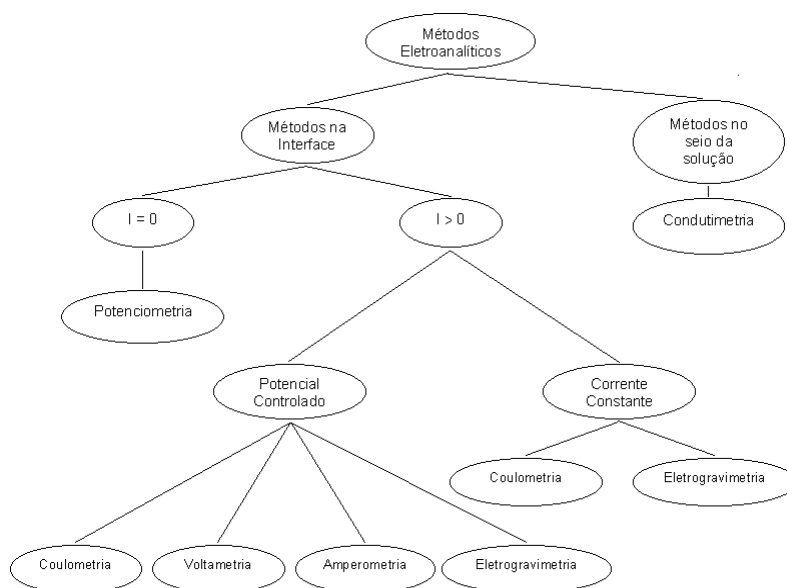 Métodos
Eletroanalíticos
Métodos na
Interface
Métodos no
seio da
solução
I = 0
I > 0
Condutimetria
Potenciometria
Potencial
Controlado
Corrente
Constante
Coulometria
Eletrogravimetria
Coulometria
Voltametria
Amperometria
Eletrogravimetria